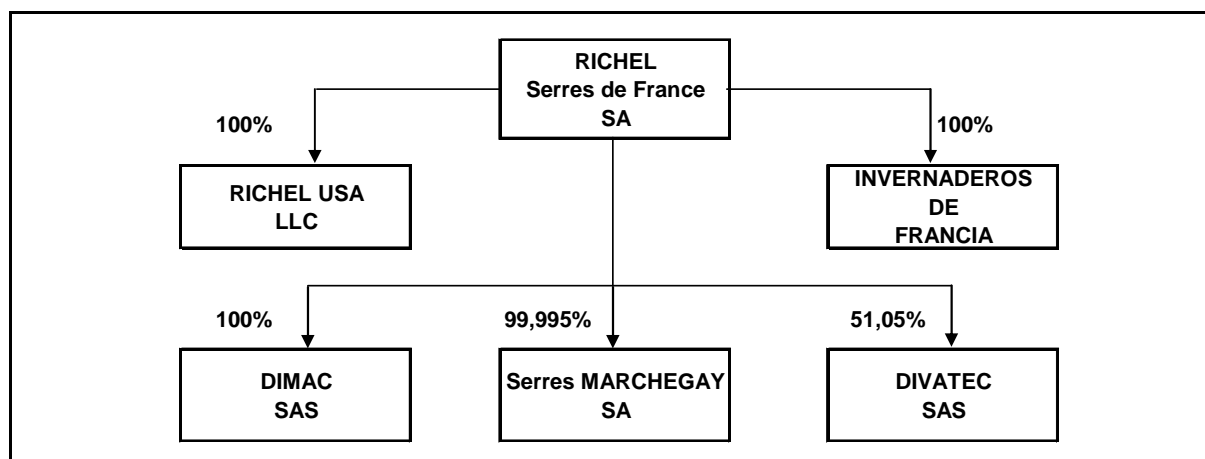 RICHEL
Serres de France
SA
100%
100%
RICHEL USA
LLC
INVERNADEROS
DE
FRANCIA
100%
99,995%
51,05%
DIMAC
SAS
Serres MARCHEGAY
SA
DIVATEC
SAS